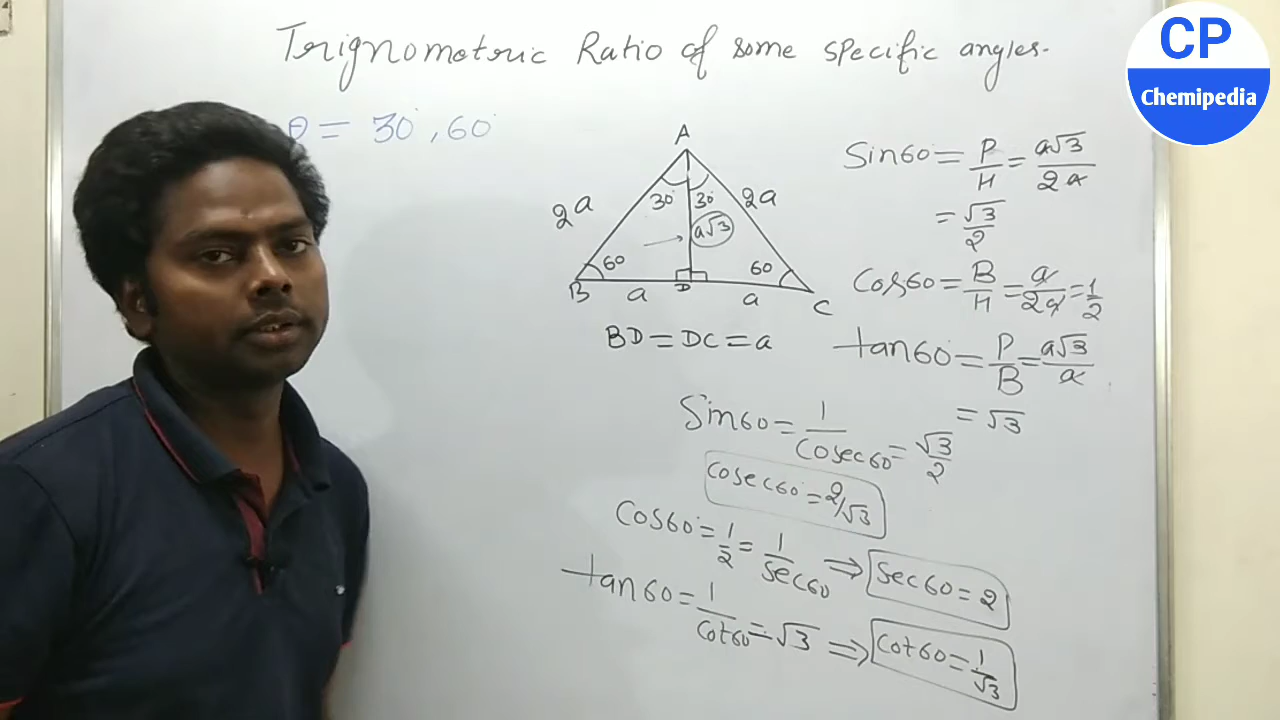 Trignometric Ratio of some specific angles.
CP
Chemipedia
θ = 30°, 60°
A
2a
30°
30°
2a
a√3
60
60
B
a
D
a
C
BD = DC = a
Sin60 = P/H = a√3/2a
= √3/2
Cos60 = B/H = a/2a = 1/2
tan60 = P/B = a√3/a
= √3
Sin60 = 1/Cosec60 = √3/2
Cosec60° = 2/√3
Cos60° = 1/2 = 1/Sec60 ⇒ Sec60 = 2
tan60 = 1/Cot60 = √3 ⇒ Cot60 = 1/√3